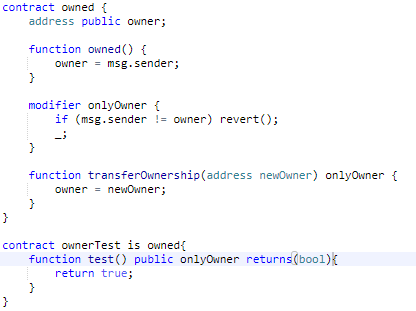 contract owned {
    address public owner;

    function owned() {
        owner = msg.sender;
    }

    modifier onlyOwner {
        if (msg.sender != owner) revert();
        _;
    }

    function transferOwnership(address newOwner) onlyOwner {
        owner = newOwner;
    }
}

contract ownerTest is owned{
    function test() public onlyOwner returns(bool){
        return true;
    }
}